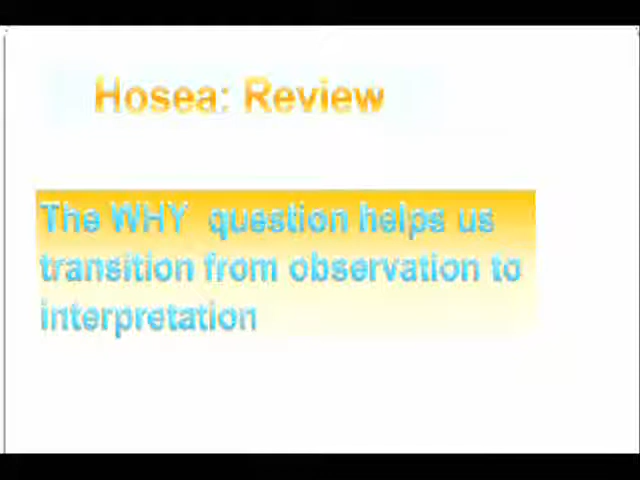 Hosea: Review
The WHY question helps us
transition from observation to
interpretation